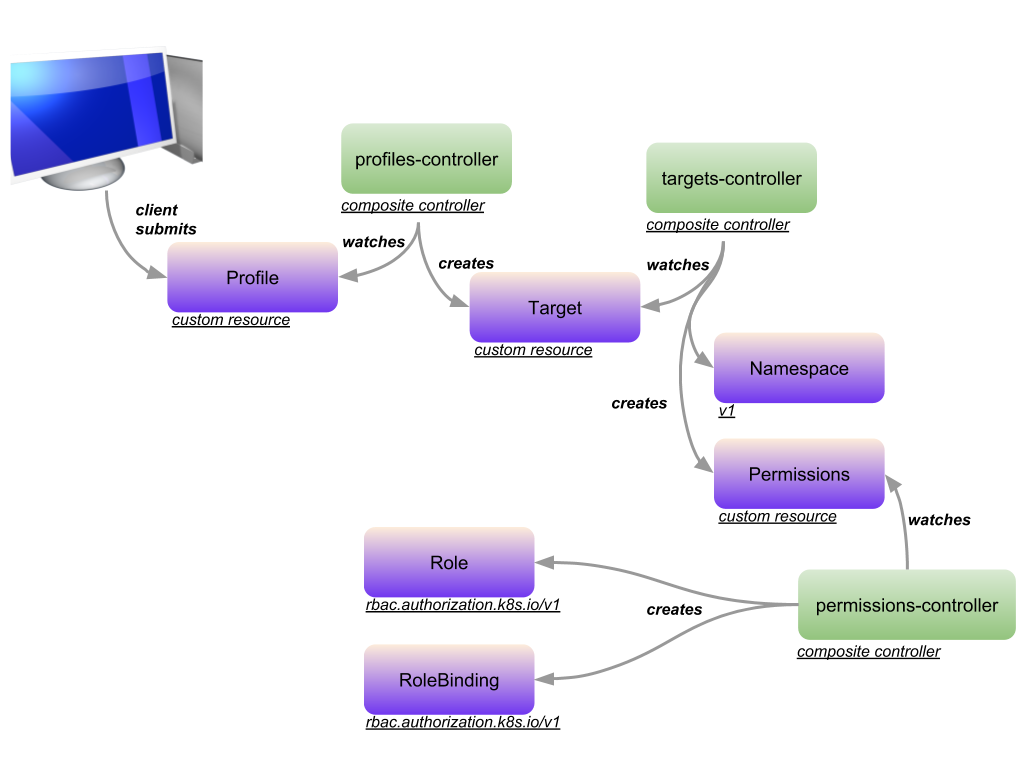 profiles-controller
composite controller
targets-controller
composite controller
client
submits
watches
creates
watches
Profile
custom resource
Target
custom resource
Namespace
v1
creates
Permissions
custom resource
watches
Role
rbac.authorization.k8s.io/v1
creates
permissions-controller
composite controller
RoleBinding
rbac.authorization.k8s.io/v1